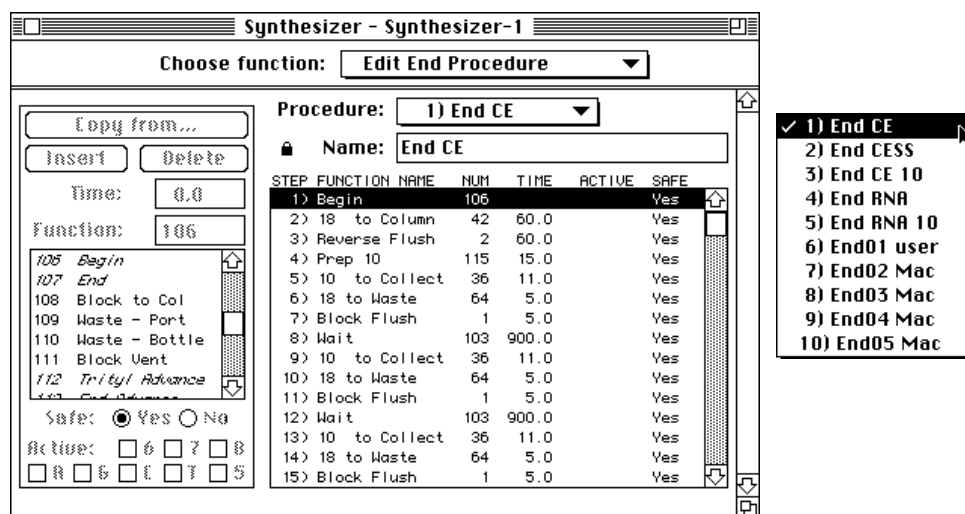 Synthesizer - Synthesizer-1
Choose function: Edit End Procedure
Copy from...
Insert Delete
Time: 0.0
Function: 106
106 Begin
107 End
108 Block to Col
109 Waste - Port
110 Waste - Bottle
111 Block Vent
112 Trityl Advance
Safe: Yes No
Active: 6 7 8
A G C T 5
Procedure: 1) End CE
Name: End CE
STEP FUNCTION NAME NUM TIME ACTIVE SAFE
1) Begin 106 Yes
2) 18 to Column 42 60.0 Yes
3) Reverse Flush 2 60.0 Yes
4) Prep 10 115 15.0 Yes
5) 10 to Collect 36 11.0 Yes
6) 18 to Waste 64 5.0 Yes
7) Block Flush 1 5.0 Yes
8) Wait 103 900.0 Yes
9) 10 to Collect 36 11.0 Yes
10) 18 to Waste 64 5.0 Yes
11) Block Flush 1 5.0 Yes
12) Wait 103 900.0 Yes
13) 10 to Collect 36 11.0 Yes
14) 18 to Waste 64 5.0 Yes
15) Block Flush 1 5.0 Yes
✓ 1) End CE
2) End CESS
3) End CE 10
4) End RNA
5) End RNA 10
6) End01 user
7) End02 Mac
8) End03 Mac
9) End04 Mac
10) End05 Mac